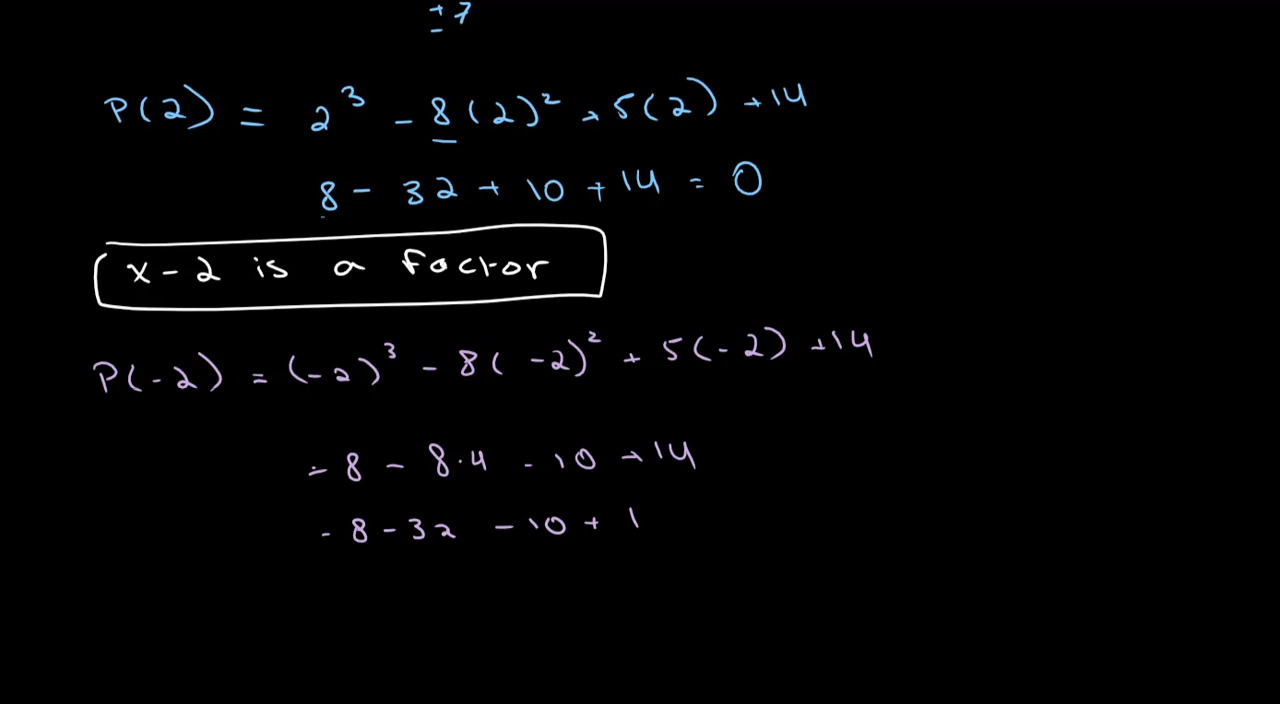 ± 7
P(2) = 2³ - 8(2)² + 5(2) + 14
8 - 32 + 10 + 14 = 0
x - 2 is a factor
P(-2) = (-2)³ - 8(-2)² + 5(-2) + 14
- 8 - 8·4 - 10 + 14
- 8 - 32 - 10 + 1